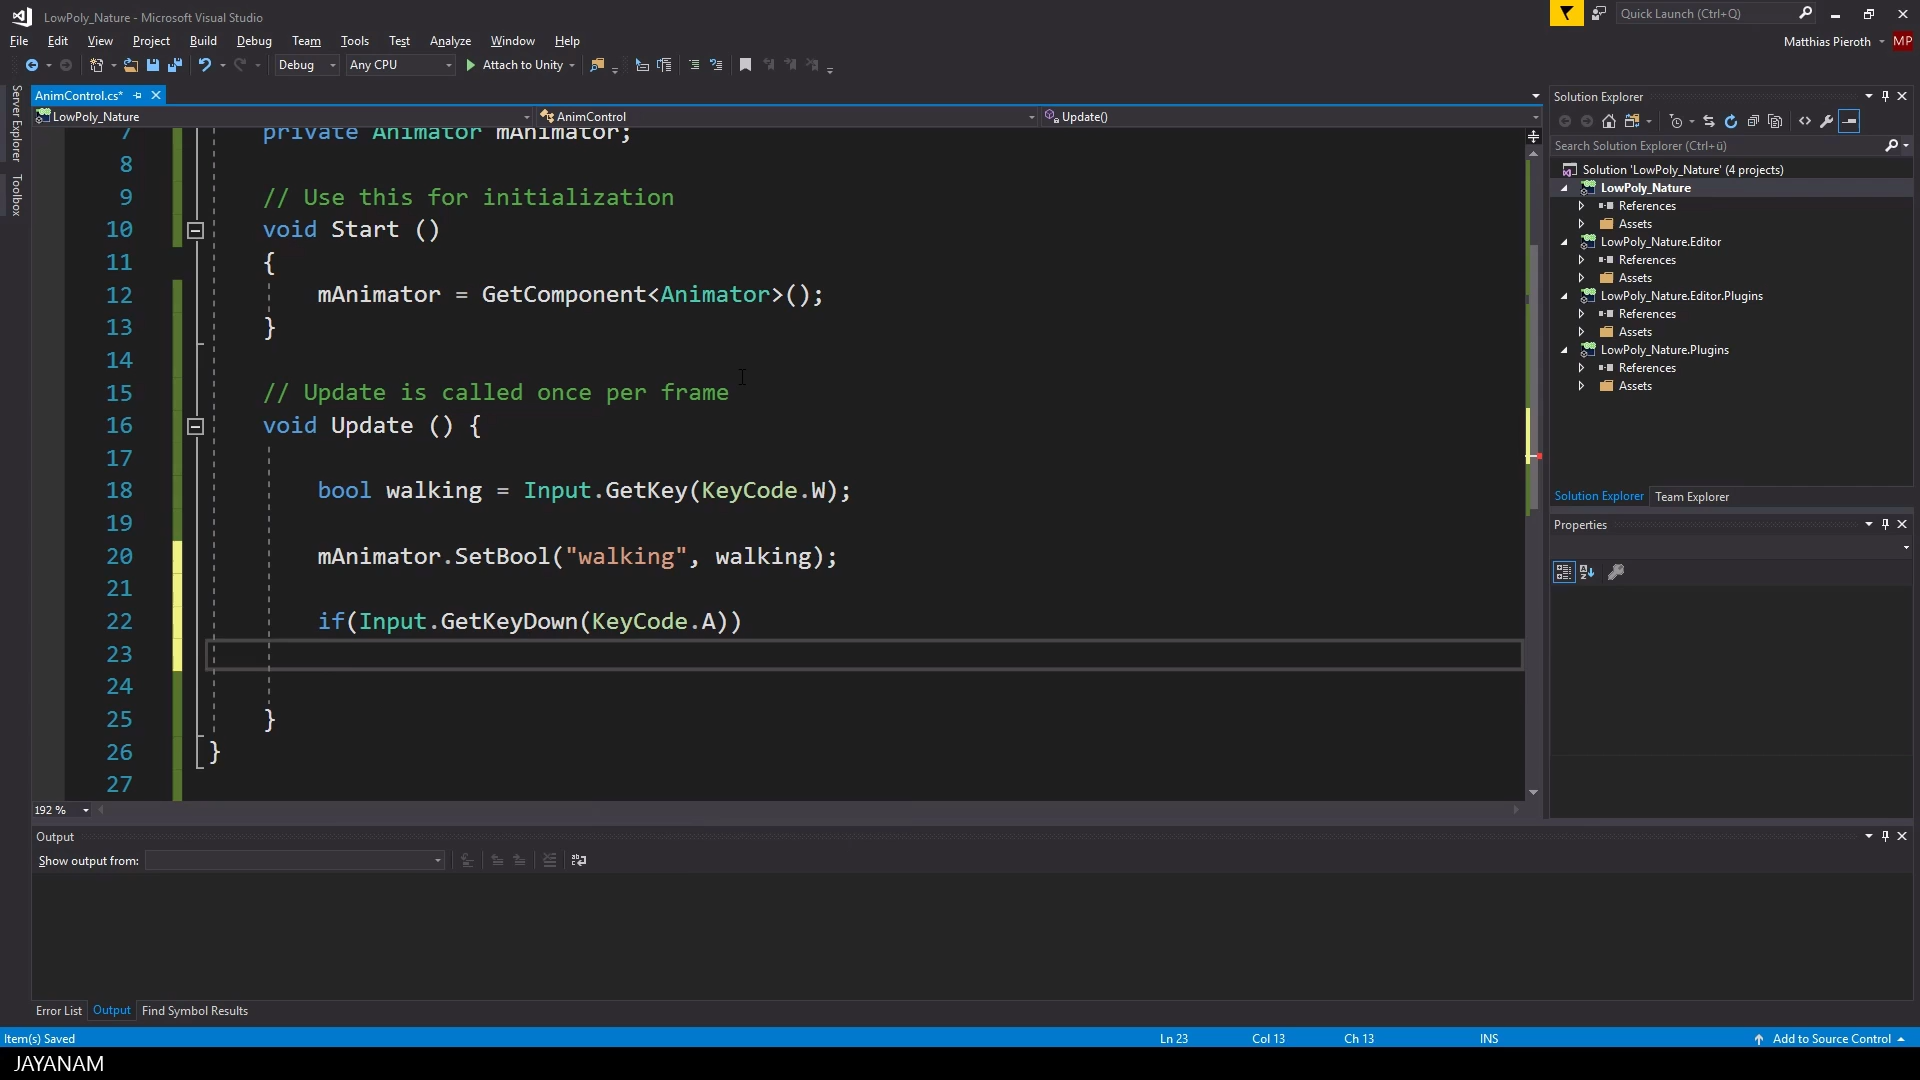 LowPoly_Nature - Microsoft Visual Studio
Quick Launch (Ctrl+Q)
File Edit View Project Build Debug Team Tools Test Analyze Window Help
Matthias Pieroth MP
Debug Any CPU Attach to Unity
Server Explorer
Toolbox
AnimControl.cs*
LowPoly_Nature AnimControl Update()
7 private Animator mAnimator;
8
9 // Use this for initialization
10 void Start ()
11 {
12 mAnimator = GetComponent<Animator>();
13 }
14
15 // Update is called once per frame
16 void Update () {
17
18 bool walking = Input.GetKey(KeyCode.W);
19
20 mAnimator.SetBool("walking", walking);
21
22 if(Input.GetKeyDown(KeyCode.A))
23
24
25 }
26 }
27
192 %
Solution Explorer
Search Solution Explorer (Ctrl+ü)
Solution 'LowPoly_Nature' (4 projects)
LowPoly_Nature
References
Assets
LowPoly_Nature.Editor
References
Assets
LowPoly_Nature.Editor.Plugins
References
Assets
LowPoly_Nature.Plugins
References
Assets
Solution Explorer Team Explorer
Properties
Output
Show output from:
Error List Output Find Symbol Results
Item(s) Saved Ln 23 Col 13 Ch 13 INS Add to Source Control
JAYANAM